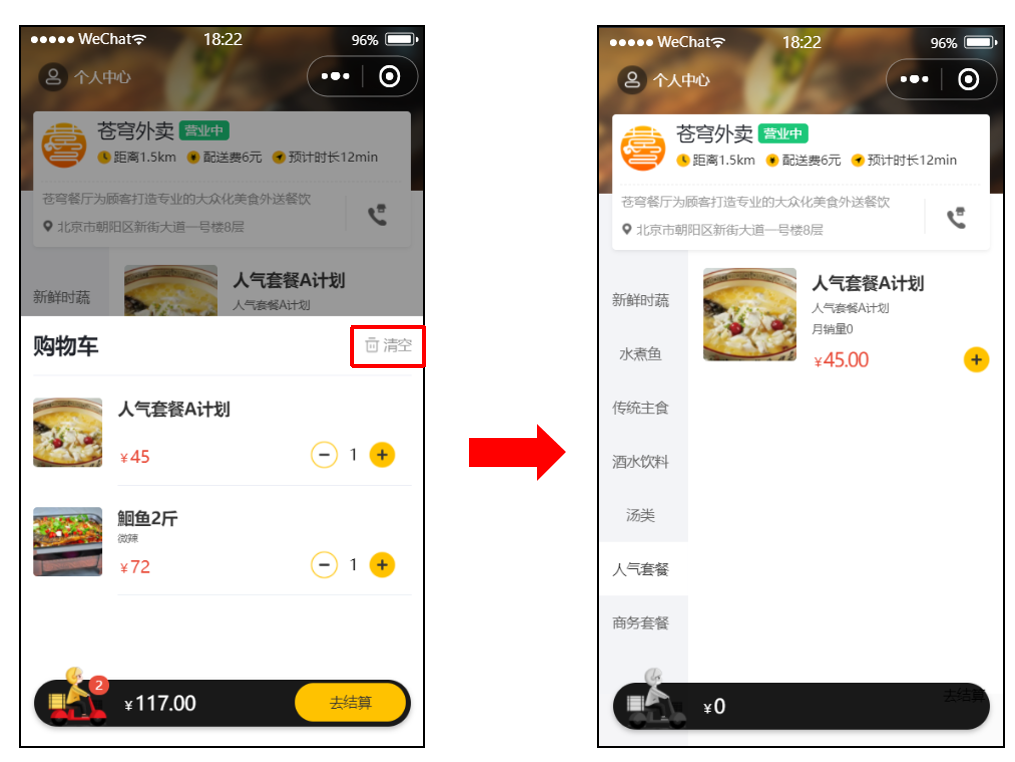 WeChat 18:22 96%
个人中心
苍穹外卖 营业中
距离1.5km 配送费6元 预计时长12min
苍穹餐厅为顾客打造专业的大众化美食外送餐饮
北京市朝阳区新街大道一号楼8层
新鲜时蔬
人气套餐A计划
人气套餐A计划
购物车 清空
人气套餐A计划
¥45 1
鮰鱼2斤
微辣
¥72 1
2
¥117.00 去结算
WeChat 18:22 96%
个人中心
苍穹外卖 营业中
距离1.5km 配送费6元 预计时长12min
苍穹餐厅为顾客打造专业的大众化美食外送餐饮
北京市朝阳区新街大道一号楼8层
新鲜时蔬
水煮鱼
传统主食
酒水饮料
汤类
人气套餐
商务套餐
人气套餐A计划
人气套餐A计划
月销量0
¥45.00
¥0 去结算